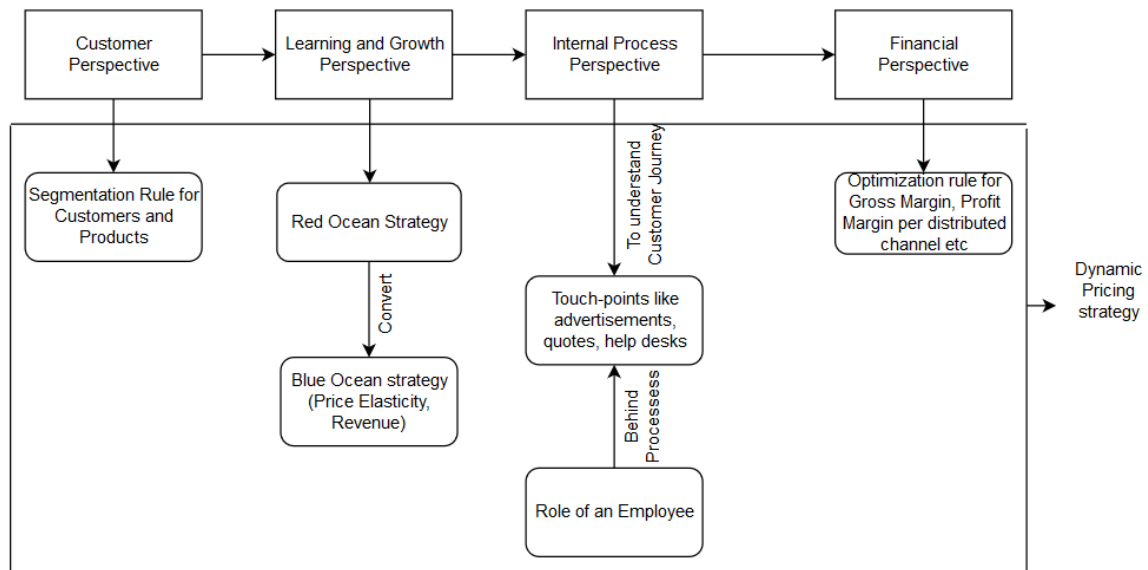 Customer
Perspective
Learning and Growth
Perspective
Internal Process
Perspective
Financial
Perspective
Segmentation Rule for
Customers and
Products
Red Ocean Strategy
Convert
Blue Ocean strategy
(Price Elasticity,
Revenue)
To understand
Customer Journey
Touch-points like
advertisements,
quotes, help desks
Behind
Processess
Role of an Employee
Optimization rule for
Gross Margin, Profit
Margin per distributed
channel etc
Dynamic
Pricing
strategy